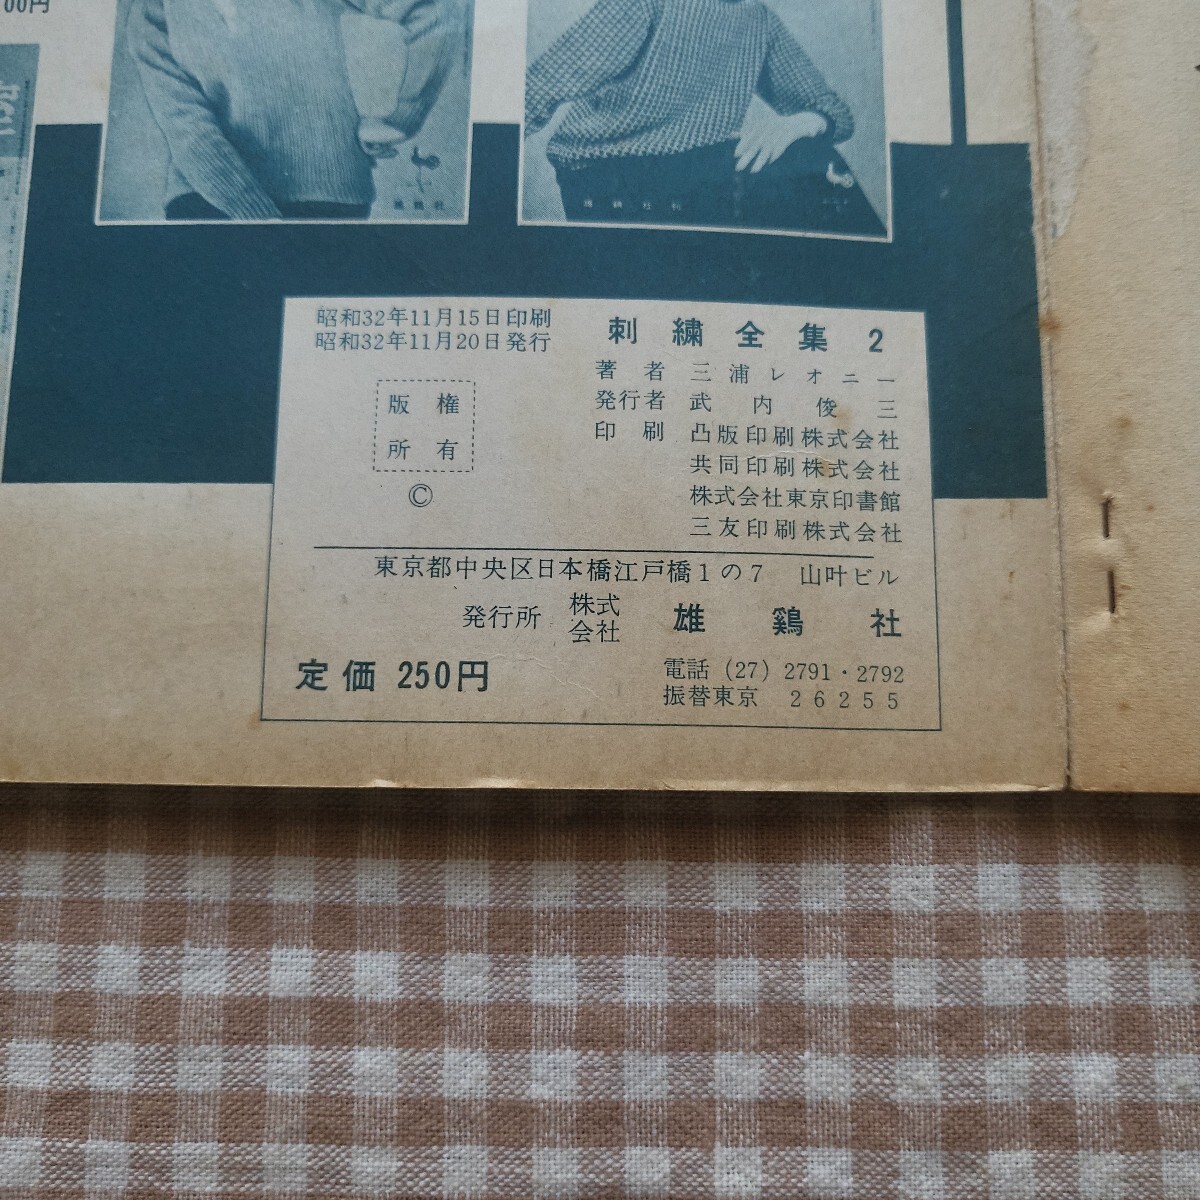 00円
雄鶏社
昭和32年11月15日印刷
昭和32年11月20日発行
版権
所有
©
刺繍全集 2
著者 三浦レオニー
発行者 武内俊三
印刷 凸版印刷株式会社
共同印刷株式会社
株式会社東京印書館
三友印刷株式会社
東京都中央区日本橋江戸橋1の7 山叶ビル
発行所 株式会社 雄鶏社
定価 250円
電話 (27) 2791・2792
振替東京 26255